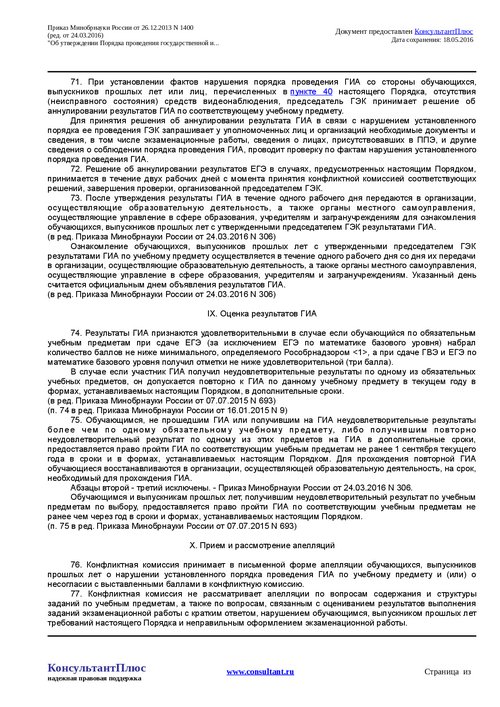 Приказ Минобрнауки России от 26.12.2013 N 1400
(ред. от 24.03.2016)
"Об утверждении Порядка проведения государственной и...
Документ предоставлен КонсультантПлюс
Дата сохранения: 18.05.2016
71. При установлении фактов нарушения порядка проведения ГИА со стороны обучающихся,
выпускников прошлых лет или лиц, перечисленных в пункте 40 настоящего Порядка, отсутствия
(неисправного состояния) средств видеонаблюдения, председатель ГЭК принимает решение об
аннулировании результатов ГИА по соответствующему учебному предмету.
Для принятия решения об аннулировании результата ГИА в связи с нарушением установленного
порядка ее проведения ГЭК запрашивает у уполномоченных лиц и организаций необходимые документы и
сведения, в том числе экзаменационные работы, сведения о лицах, присутствовавших в ППЭ, и другие
сведения о соблюдении порядка проведения ГИА, проводит проверку по фактам нарушения установленного
порядка проведения ГИА.
72. Решение об аннулировании результатов ЕГЭ в случаях, предусмотренных настоящим Порядком,
принимается в течение двух рабочих дней с момента принятия конфликтной комиссией соответствующих
решений, завершения проверки, организованной председателем ГЭК.
73. После утверждения результаты ГИА в течение одного рабочего дня передаются в организации,
осуществляющие образовательную деятельность, а также органы местного самоуправления,
осуществляющие управление в сфере образования, учредителям и загранучреждениям для ознакомления
обучающихся, выпускников прошлых лет с утвержденными председателем ГЭК результатами ГИА.
(в ред. Приказа Минобрнауки России от 24.03.2016 N 306)
Ознакомление обучающихся, выпускников прошлых лет с утвержденными председателем ГЭК
результатами ГИА по учебному предмету осуществляется в течение одного рабочего дня со дня их передачи
в организации, осуществляющие образовательную деятельность, а также органы местного самоуправления,
осуществляющие управление в сфере образования, учредителям и загранучреждениям. Указанный день
считается официальным днем объявления результатов ГИА.
(в ред. Приказа Минобрнауки России от 24.03.2016 N 306)
IX. Оценка результатов ГИА
74. Результаты ГИА признаются удовлетворительными в случае если обучающийся по обязательным
учебным предметам при сдаче ЕГЭ (за исключением ЕГЭ по математике базового уровня) набрал
количество баллов не ниже минимального, определяемого Рособрнадзором <1>, а при сдаче ГВЭ и ЕГЭ по
математике базового уровня получил отметки не ниже удовлетворительной (три балла).
В случае если участник ГИА получил неудовлетворительные результаты по одному из обязательных
учебных предметов, он допускается повторно к ГИА по данному учебному предмету в текущем году в
формах, устанавливаемых настоящим Порядком, в дополнительные сроки.
(в ред. Приказа Минобрнауки России от 07.07.2015 N 693)
(п. 74 в ред. Приказа Минобрнауки России от 16.01.2015 N 9)
75. Обучающимся, не прошедшим ГИА или получившим на ГИА неудовлетворительные результаты
более чем по одному обязательному учебному предмету, либо получившим повторно
неудовлетворительный результат по одному из этих предметов на ГИА в дополнительные сроки,
предоставляется право пройти ГИА по соответствующим учебным предметам не ранее 1 сентября текущего
года в сроки и в формах, устанавливаемых настоящим Порядком. Для прохождения повторной ГИА
обучающиеся восстанавливаются в организации, осуществляющей образовательную деятельность, на срок,
необходимый для прохождения ГИА.
Абзацы второй - третий исключены. - Приказ Минобрнауки России от 24.03.2016 N 306.
Обучающимся и выпускникам прошлых лет, получившим неудовлетворительный результат по учебным
предметам по выбору, предоставляется право пройти ГИА по соответствующим учебным предметам не
ранее чем через год в сроки и формах, устанавливаемых настоящим Порядком.
(п. 75 в ред. Приказа Минобрнауки России от 07.07.2015 N 693)
X. Прием и рассмотрение апелляций
76. Конфликтная комиссия принимает в письменной форме апелляции обучающихся, выпускников
прошлых лет о нарушении установленного порядка проведения ГИА по учебному предмету и (или) о
несогласии с выставленными баллами в конфликтную комиссию.
77. Конфликтная комиссия не рассматривает апелляции по вопросам содержания и структуры
заданий по учебным предметам, а также по вопросам, связанным с оцениванием результатов выполнения
заданий экзаменационной работы с кратким ответом, нарушением обучающимся, выпускником прошлых лет
требований настоящего Порядка и неправильным оформлением экзаменационной работы.
КонсультантПлюс
надежная правовая поддержка
www.consultant.ru
Страница из